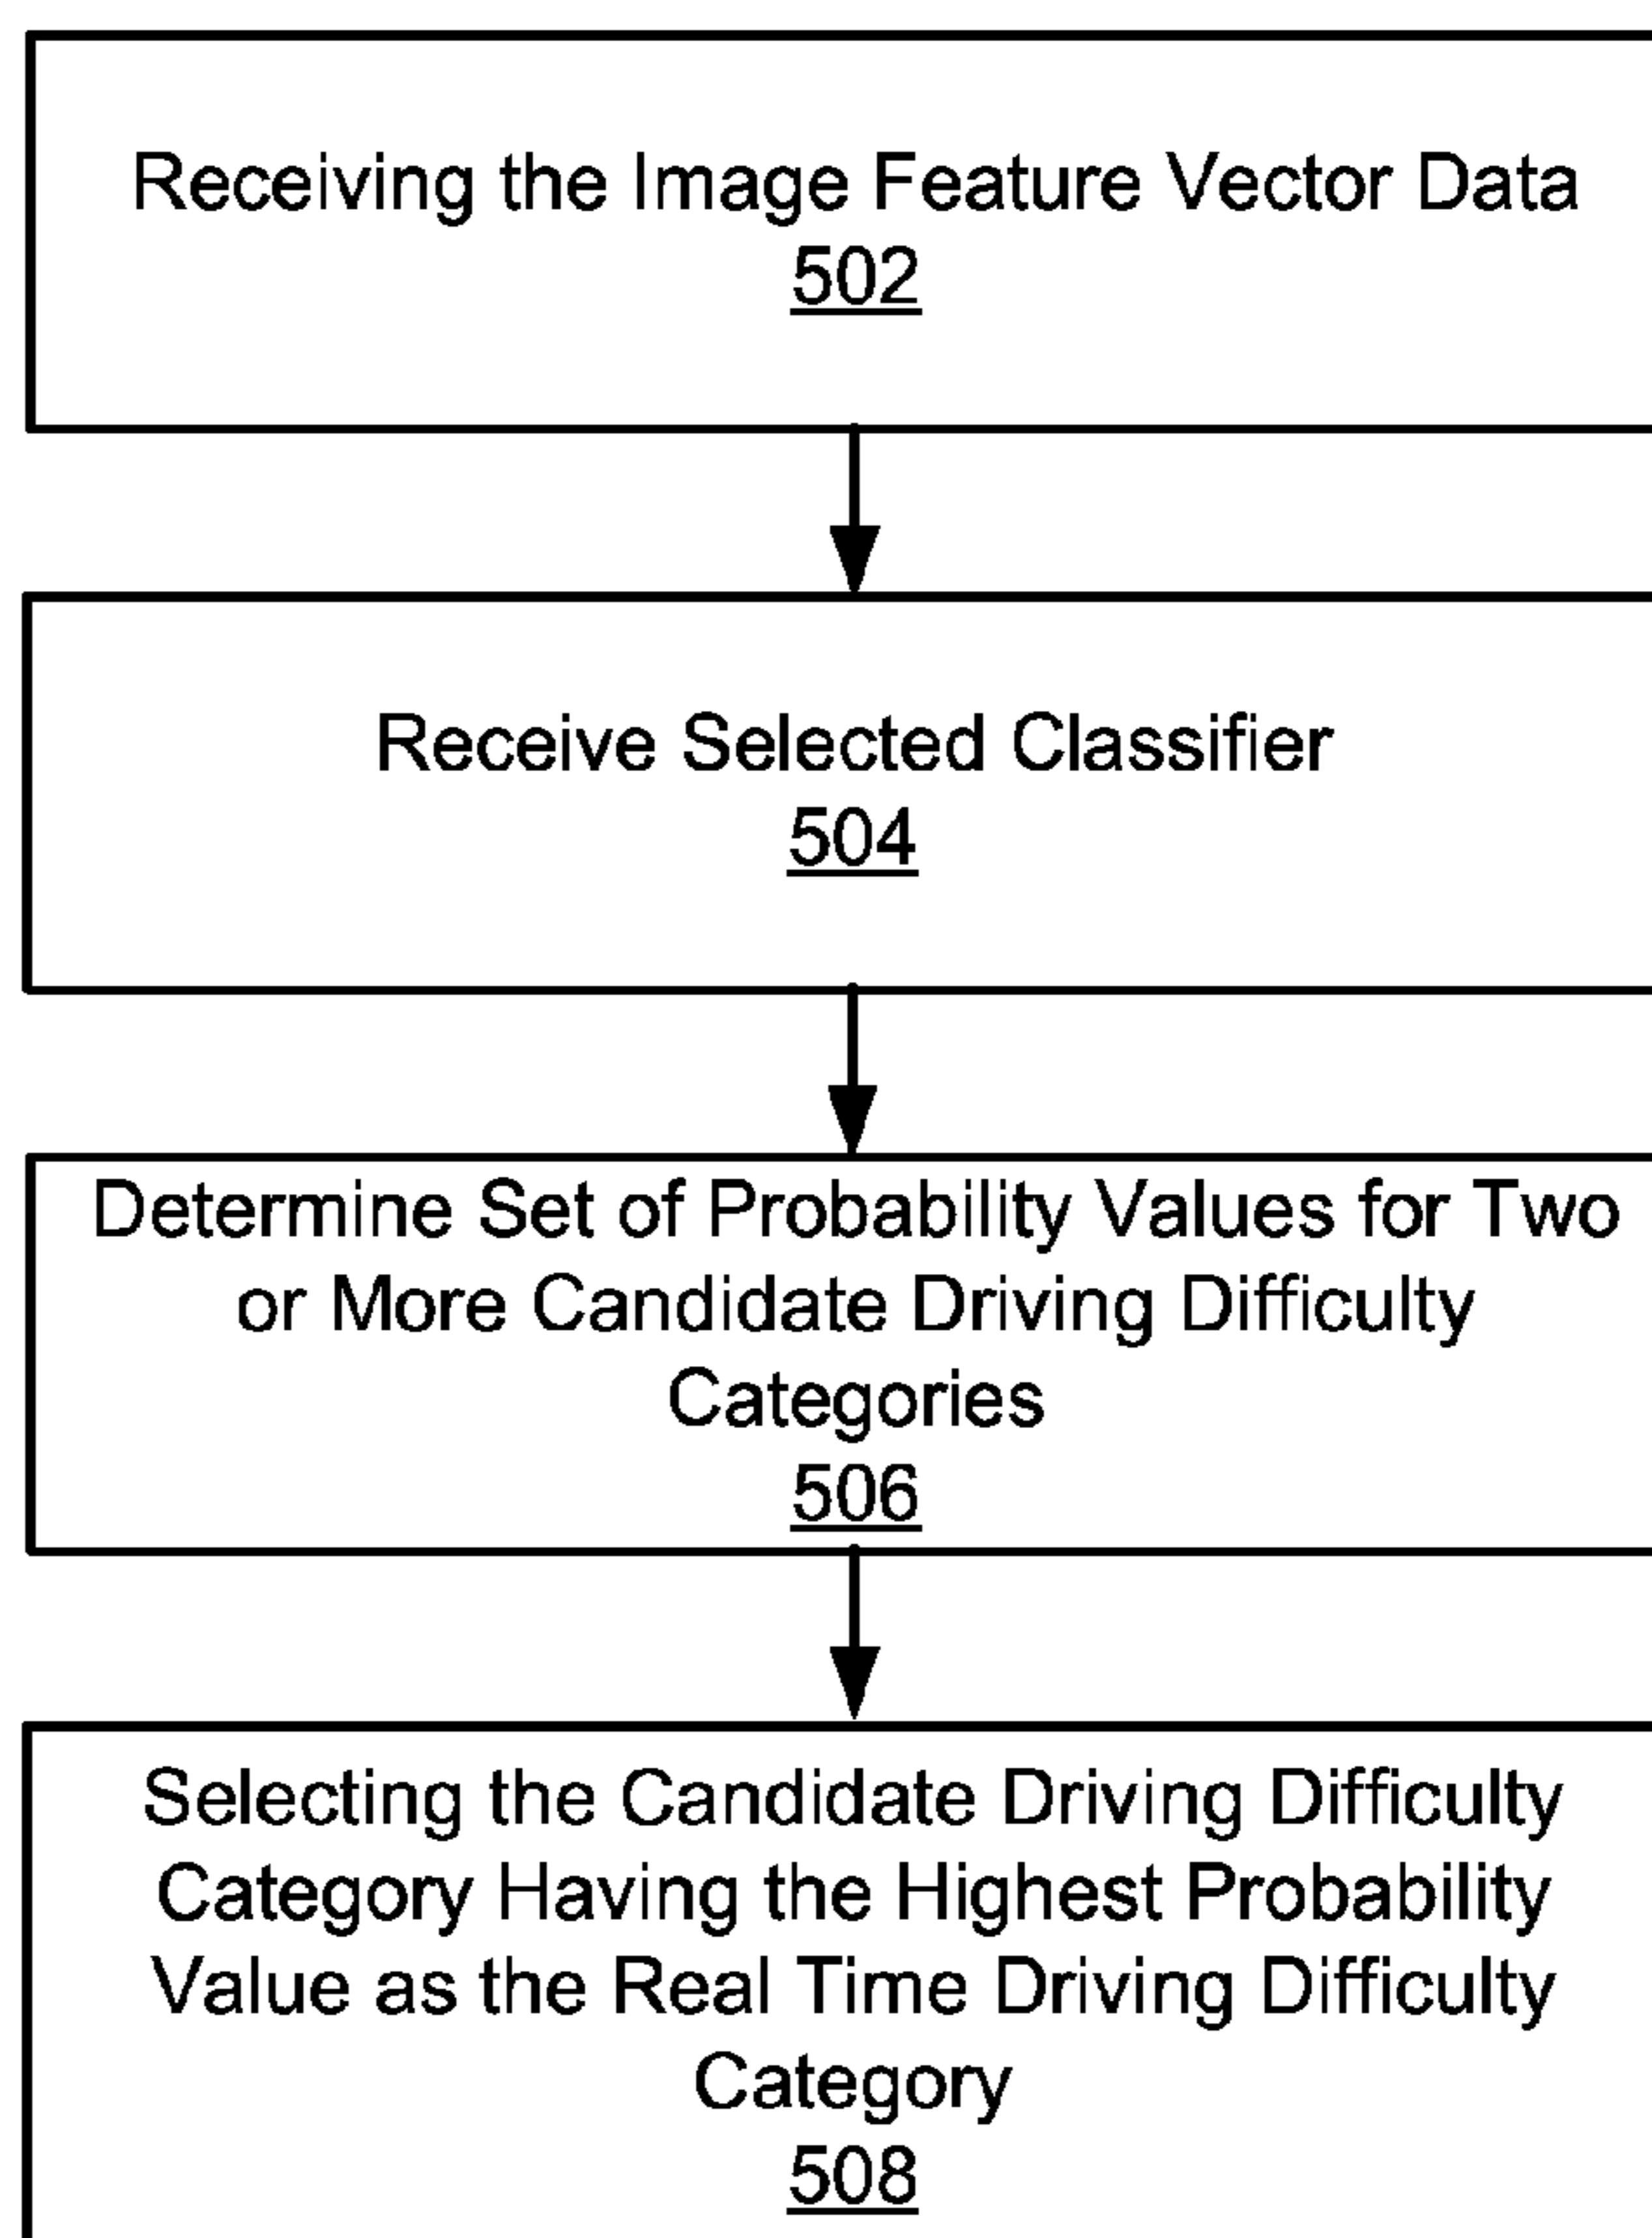 Receiving the Image Feature Vector Data
502
Receive Selected Classifier
504
Determine Set of Probability Values for Two
or More Candidate Driving Difficulty
Categories
506
Selecting the Candidate Driving Difficulty
Category Having the Highest Probability
Value as the Real Time Driving Difficulty
Category
508